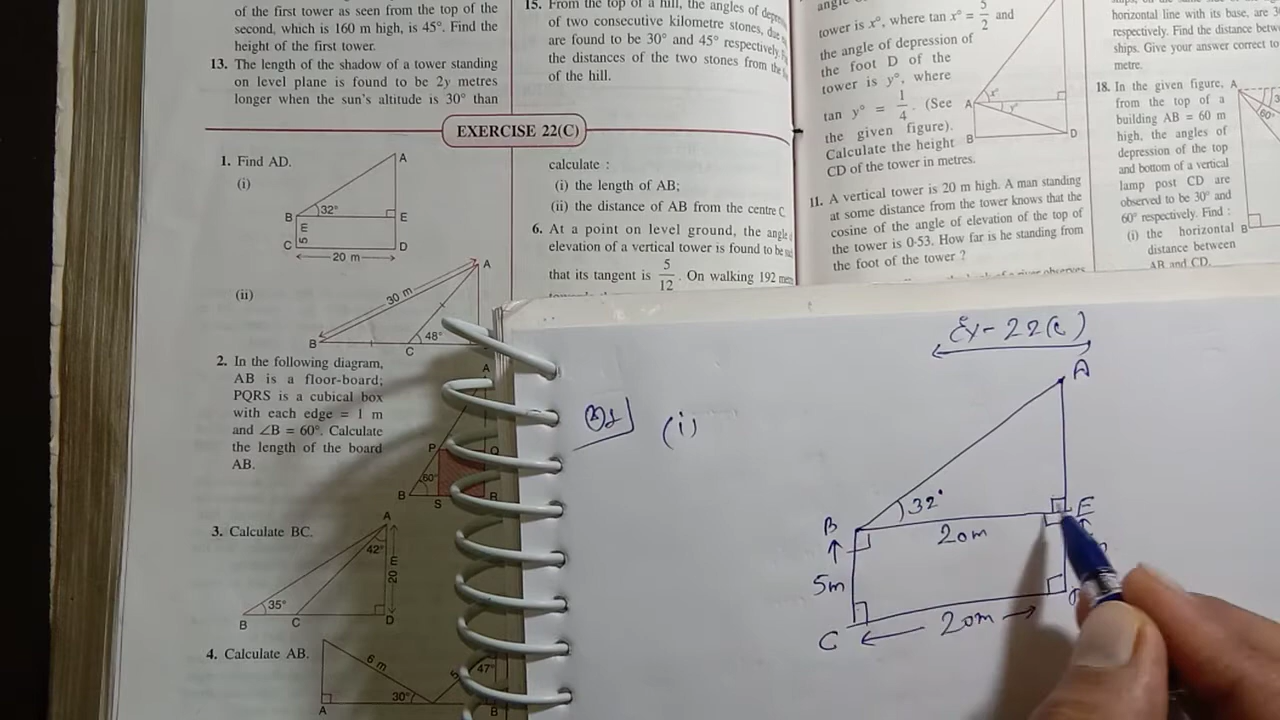 of the first tower as seen from the top of the
second, which is 160 m high, is 45°. Find the
height of the first tower.
13. The length of the shadow of a tower standing
on level plane is found to be 2y metres
longer when the sun's altitude is 30° than
15. From the top of a hill, the angles of
of two consecutive kilometre stones, due
are found to be 30° and 45° respectively.
the distances of the two stones from the
of the hill.
EXERCISE 22(C)
1. Find AD.
(i)
A
B
32°
E
5 m
C
D
20 m
(ii)
A
30 m
B
48°
C
2. In the following diagram,
AB is a floor-board;
PQRS is a cubical box
with each edge = 1 m
and ∠B = 60°. Calculate
the length of the board
AB.
A
P
Q
60°
B
S
R
3. Calculate BC.
A
42°
20 m
35°
B
C
D
4. Calculate AB.
6 m
5
47°
30°
A
B
calculate :
(i) the length of AB;
(ii) the distance of AB from the centre C
6. At a point on level ground, the angle
elevation of a vertical tower is found to be
that its tangent is 5/12. On walking 192
angle
tower is x°, where tan x° = 5/2 and
the angle of depression of
the foot D of the
tower is y°, where
tan y° = 1/4. (See
the given figure).
Calculate the height
CD of the tower in metres.
x°
A
y°
B
D
11. A vertical tower is 20 m high. A man standing
at some distance from the tower knows that the
cosine of the angle of elevation of the top of
the tower is 0·53. How far is he standing from
the foot of the tower ?
horizontal line with its base, are
respectively. Find the distance
ships. Give your answer correct to
metre.
18. In the given figure,
from the top of a
building AB = 60 m
high, the angles of
depression of the top
and bottom of a vertical
lamp post CD are
observed to be 30° and
60° respectively. Find :
(i) the horizontal
distance between
AB and CD.
A
60°
B
Ex-22(C)
(i)
A
B
32°
E
20m
5m
C
20m